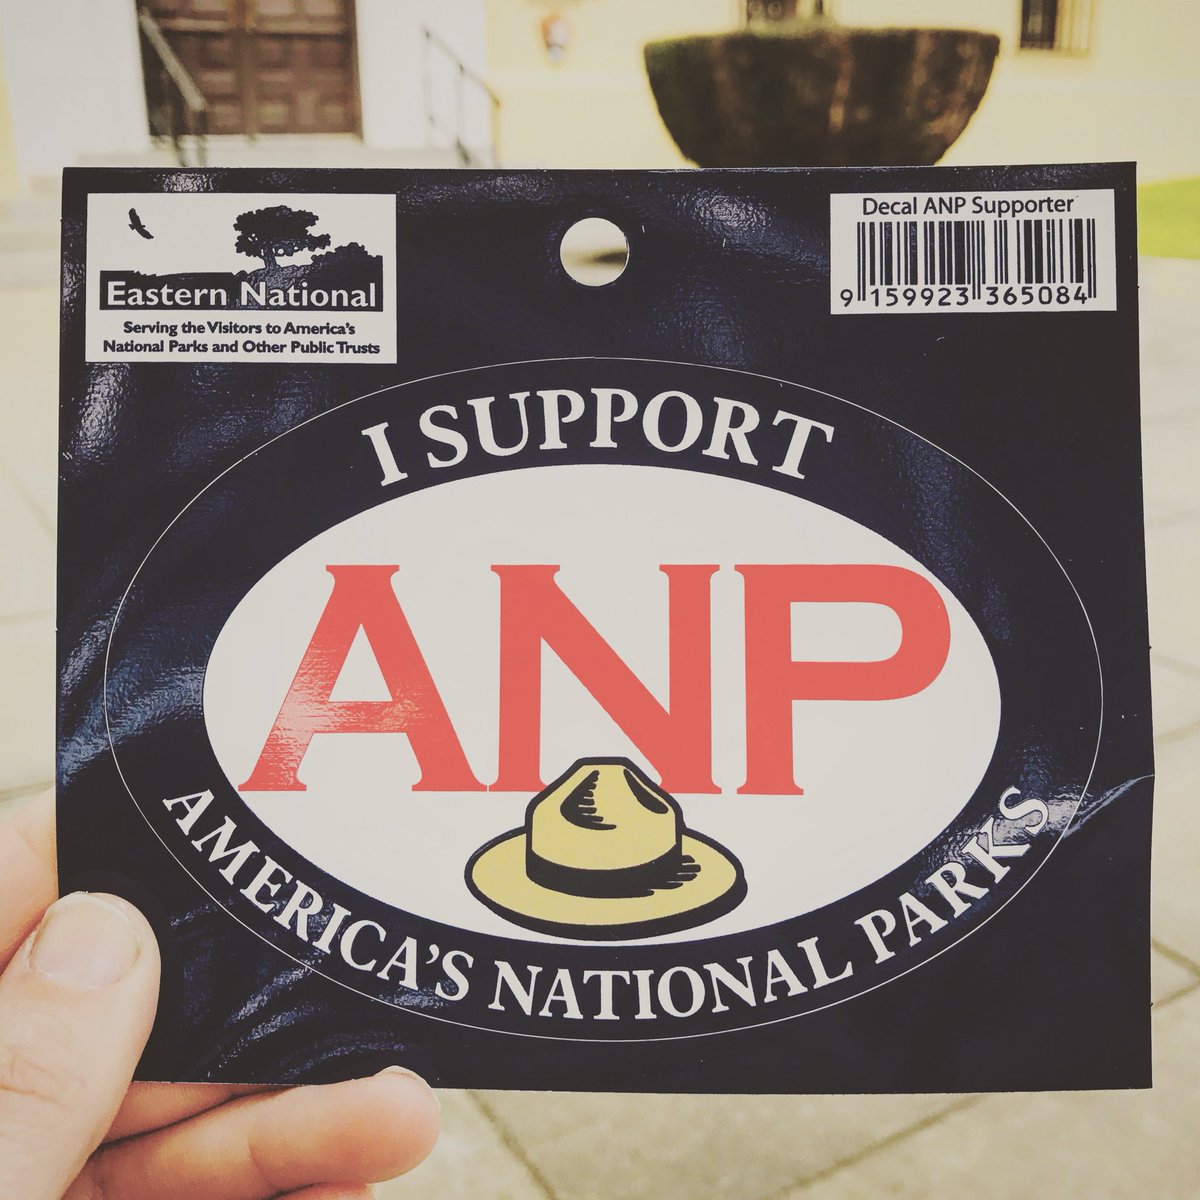 Eastern National
Serving the Visitors to America's
National Parks and Other Public Trusts
Decal ANP Supporter
9 159923 365084
I SUPPORT
ANP
AMERICA'S NATIONAL PARKS